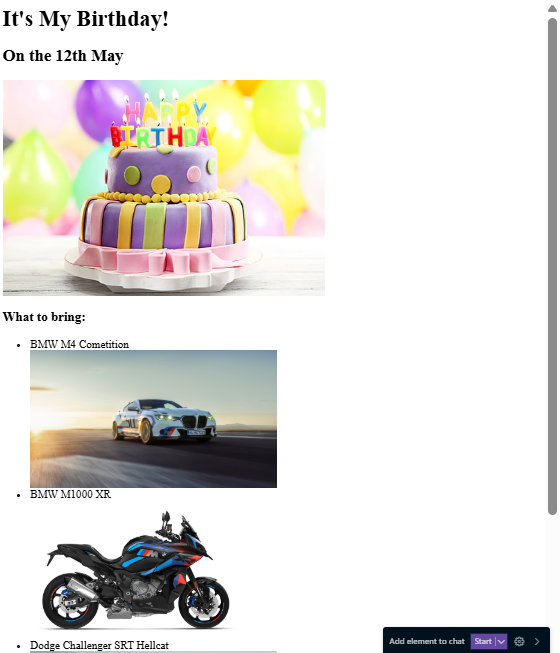 It's My Birthday!
On the 12th May
HAPPY
BIRTHDAY
What to bring:
BMW M4 Cometition
BMW M1000 XR
M
Dodge Challenger SRT Hellcat
Add element to chat Start